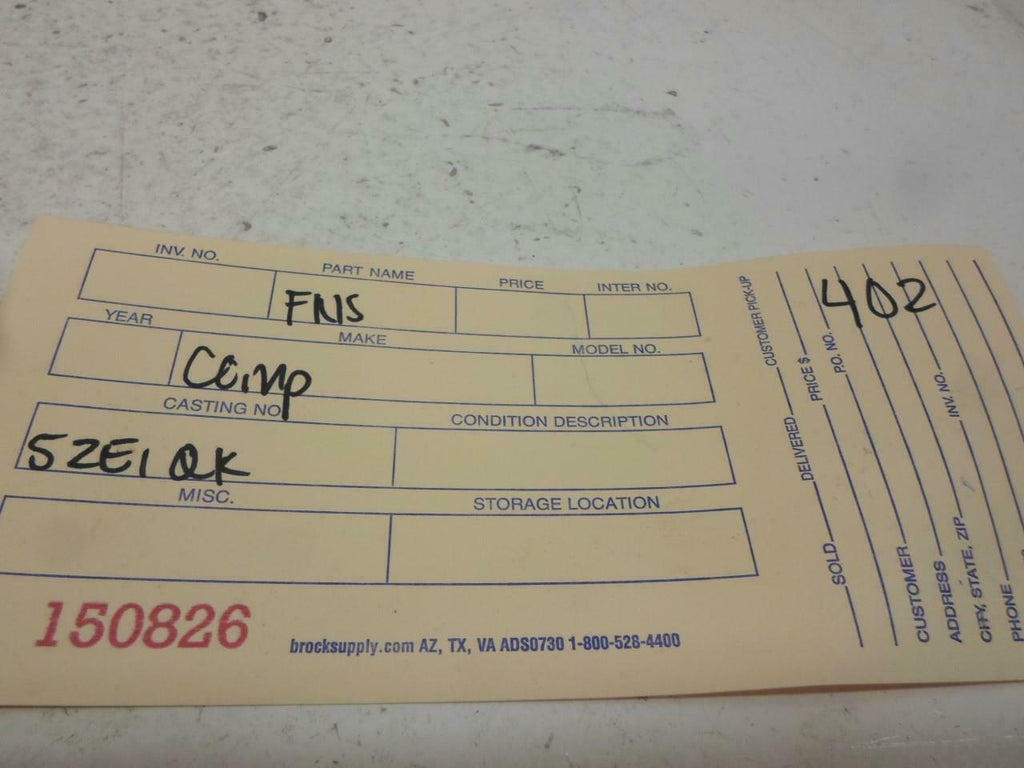 INV. NO. PART NAME PRICE INTER NO.
FNS
YEAR MAKE MODEL NO.
Comp
CASTING NO. CONDITION DESCRIPTION
5ZE1 QK
MISC. STORAGE LOCATION
150826
brocksupply.com AZ, TX, VA ADS0730 1-800-528-4400
CUSTOMER PICK-UP
SOLD DELIVERED PRICE $
P.O. NO.
402
CUSTOMER
ADDRESS INV. NO.
CITY, STATE, ZIP
PHONE